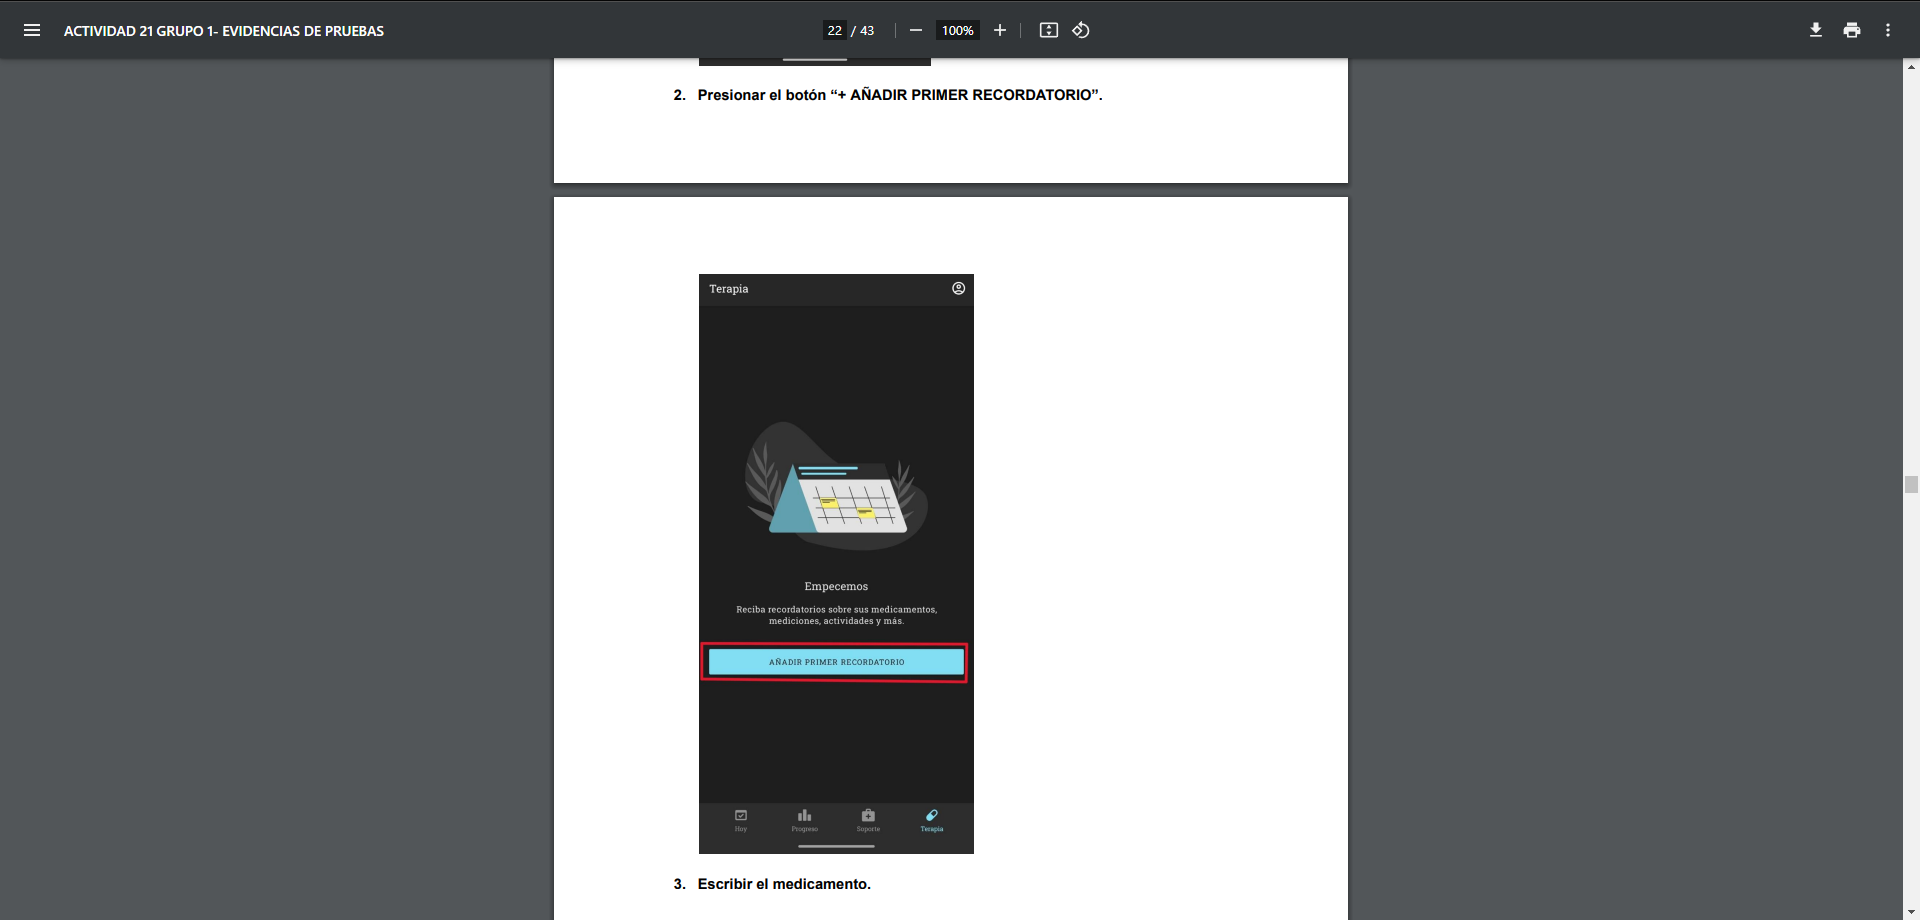 ACTIVIDAD 21 GRUPO 1- EVIDENCIAS DE PRUEBAS
22 / 43
100%
2. Presionar el botón “+ AÑADIR PRIMER RECORDATORIO”.
Terapia
Empecemos
Reciba recordatorios sobre sus medicamentos,
mediciones, actividades y más.
AÑADIR PRIMER RECORDATORIO
Hoy Progreso Soporte Terapia
3. Escribir el medicamento.